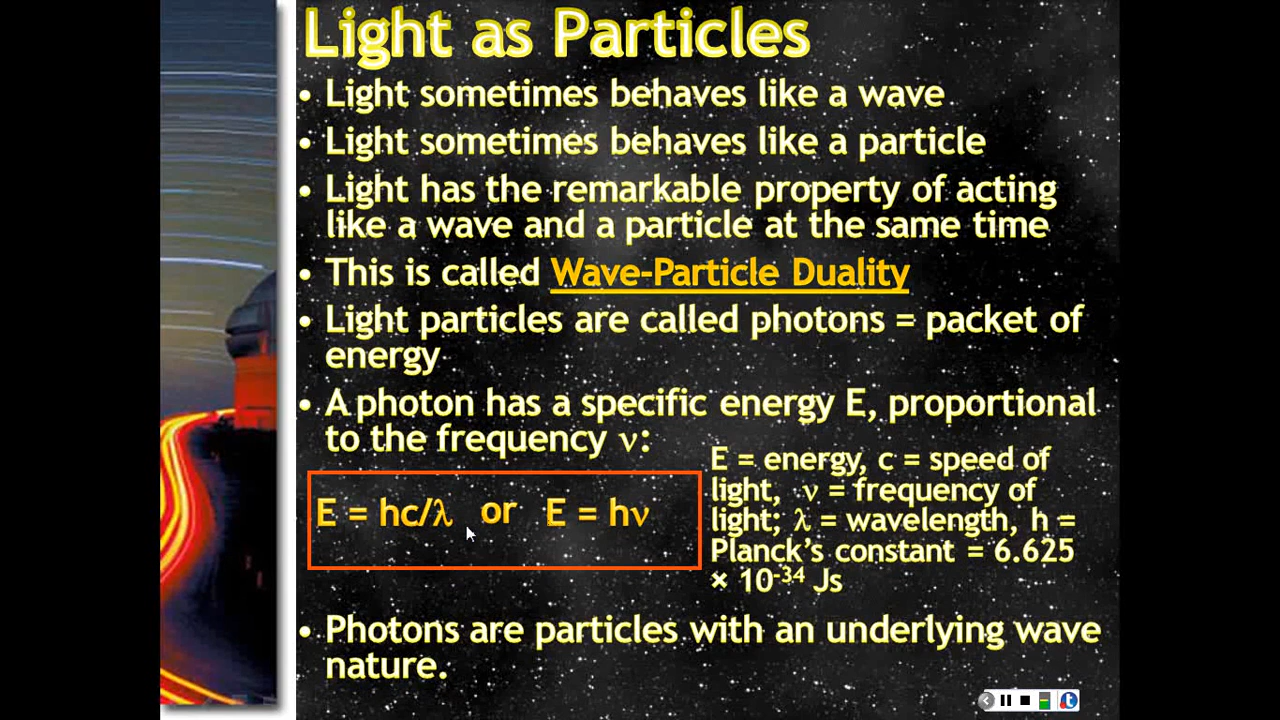 Light as Particles
• Light sometimes behaves like a wave
• Light sometimes behaves like a particle
• Light has the remarkable property of acting
like a wave and a particle at the same time
• This is called Wave-Particle Duality
• Light particles are called photons = packet of
energy
• A photon has a specific energy E, proportional
to the frequency ν:
E = hc/λ or E = hν
E = energy, c = speed of
light, ν = frequency of
light; λ = wavelength, h =
Planck's constant = 6.625
× 10⁻³⁴ Js
• Photons are particles with an underlying wave
nature.